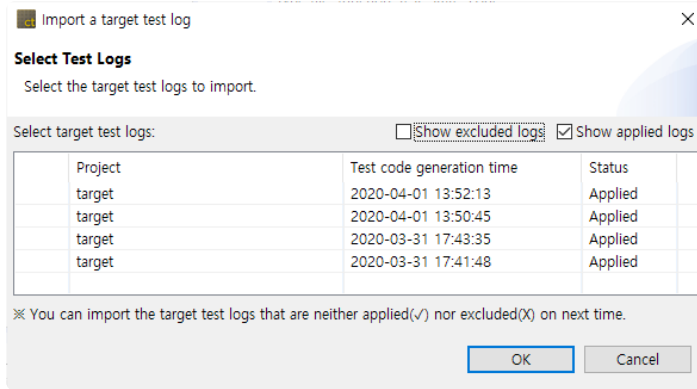 ct Import a target test log
Select Test Logs
Select the target test logs to import.
Select target test logs: Show excluded logs Show applied logs
Project Test code generation time Status
target 2020-04-01 13:52:13 Applied
target 2020-04-01 13:50:45 Applied
target 2020-03-31 17:43:35 Applied
target 2020-03-31 17:41:48 Applied
※ You can import the target test logs that are neither applied(✓) nor excluded(X) on next time.
OK Cancel